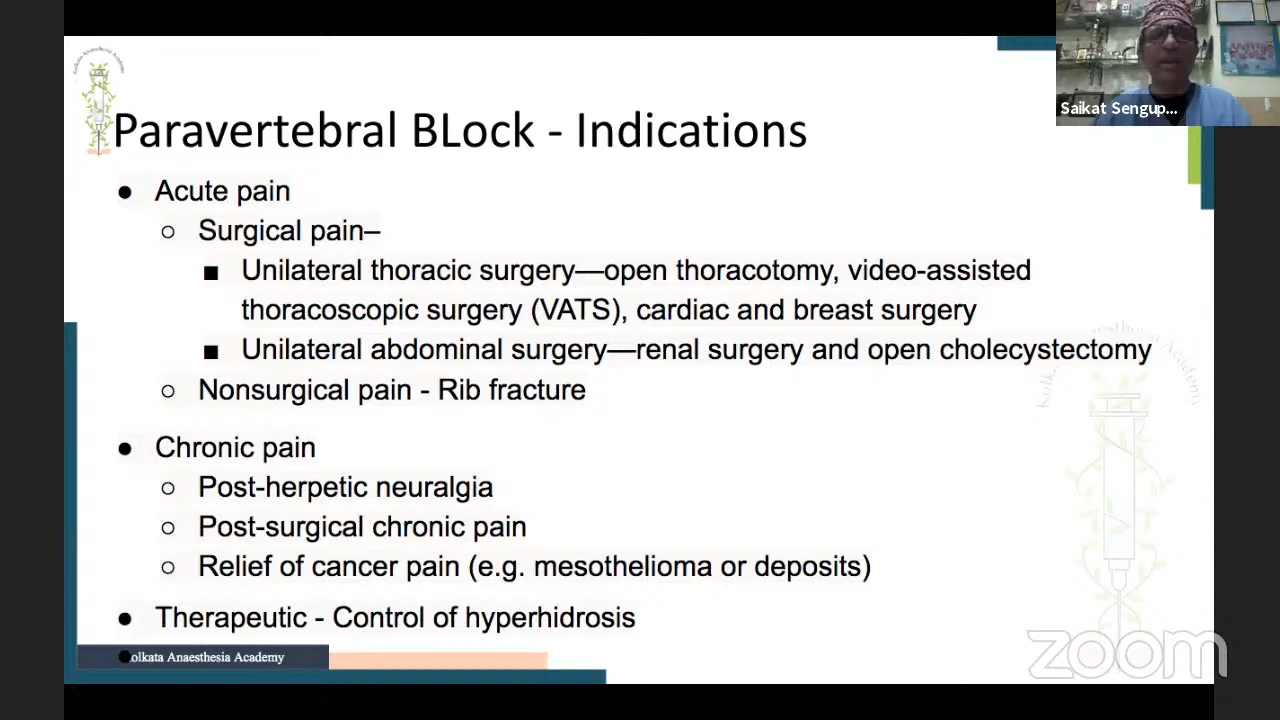 Kolkata Anaesthesia Academy
Saikat Sengup...
Paravertebral BLock - Indications
● Acute pain
○ Surgical pain–
■ Unilateral thoracic surgery—open thoracotomy, video-assisted
thoracoscopic surgery (VATS), cardiac and breast surgery
■ Unilateral abdominal surgery—renal surgery and open cholecystectomy
○ Nonsurgical pain - Rib fracture
● Chronic pain
○ Post-herpetic neuralgia
○ Post-surgical chronic pain
○ Relief of cancer pain (e.g. mesothelioma or deposits)
● Therapeutic - Control of hyperhidrosis
olkata Anaesthesia Academy
zoom